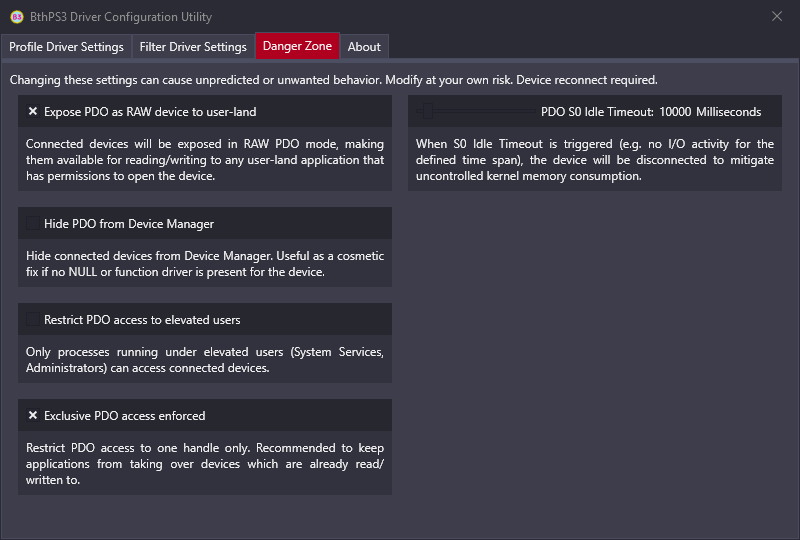 B3 BthPS3 Driver Configuration Utility
Profile Driver Settings Filter Driver Settings Danger Zone About
Changing these settings can cause unpredicted or unwanted behavior. Modify at your own risk. Device reconnect required.
Expose PDO as RAW device to user-land
Connected devices will be exposed in RAW PDO mode, making
them available for reading/writing to any user-land application that
has permissions to open the device.
PDO S0 Idle Timeout: 10000 Milliseconds
When S0 Idle Timeout is triggered (e.g. no I/O activity for the
defined time span), the device will be disconnected to mitigate
uncontrolled kernel memory consumption.
Hide PDO from Device Manager
Hide connected devices from Device Manager. Useful as a cosmetic
fix if no NULL or function driver is present for the device.
Restrict PDO access to elevated users
Only processes running under elevated users (System Services,
Administrators) can access connected devices.
Exclusive PDO access enforced
Restrict PDO access to one handle only. Recommended to keep
applications from taking over devices which are already read/
written to.